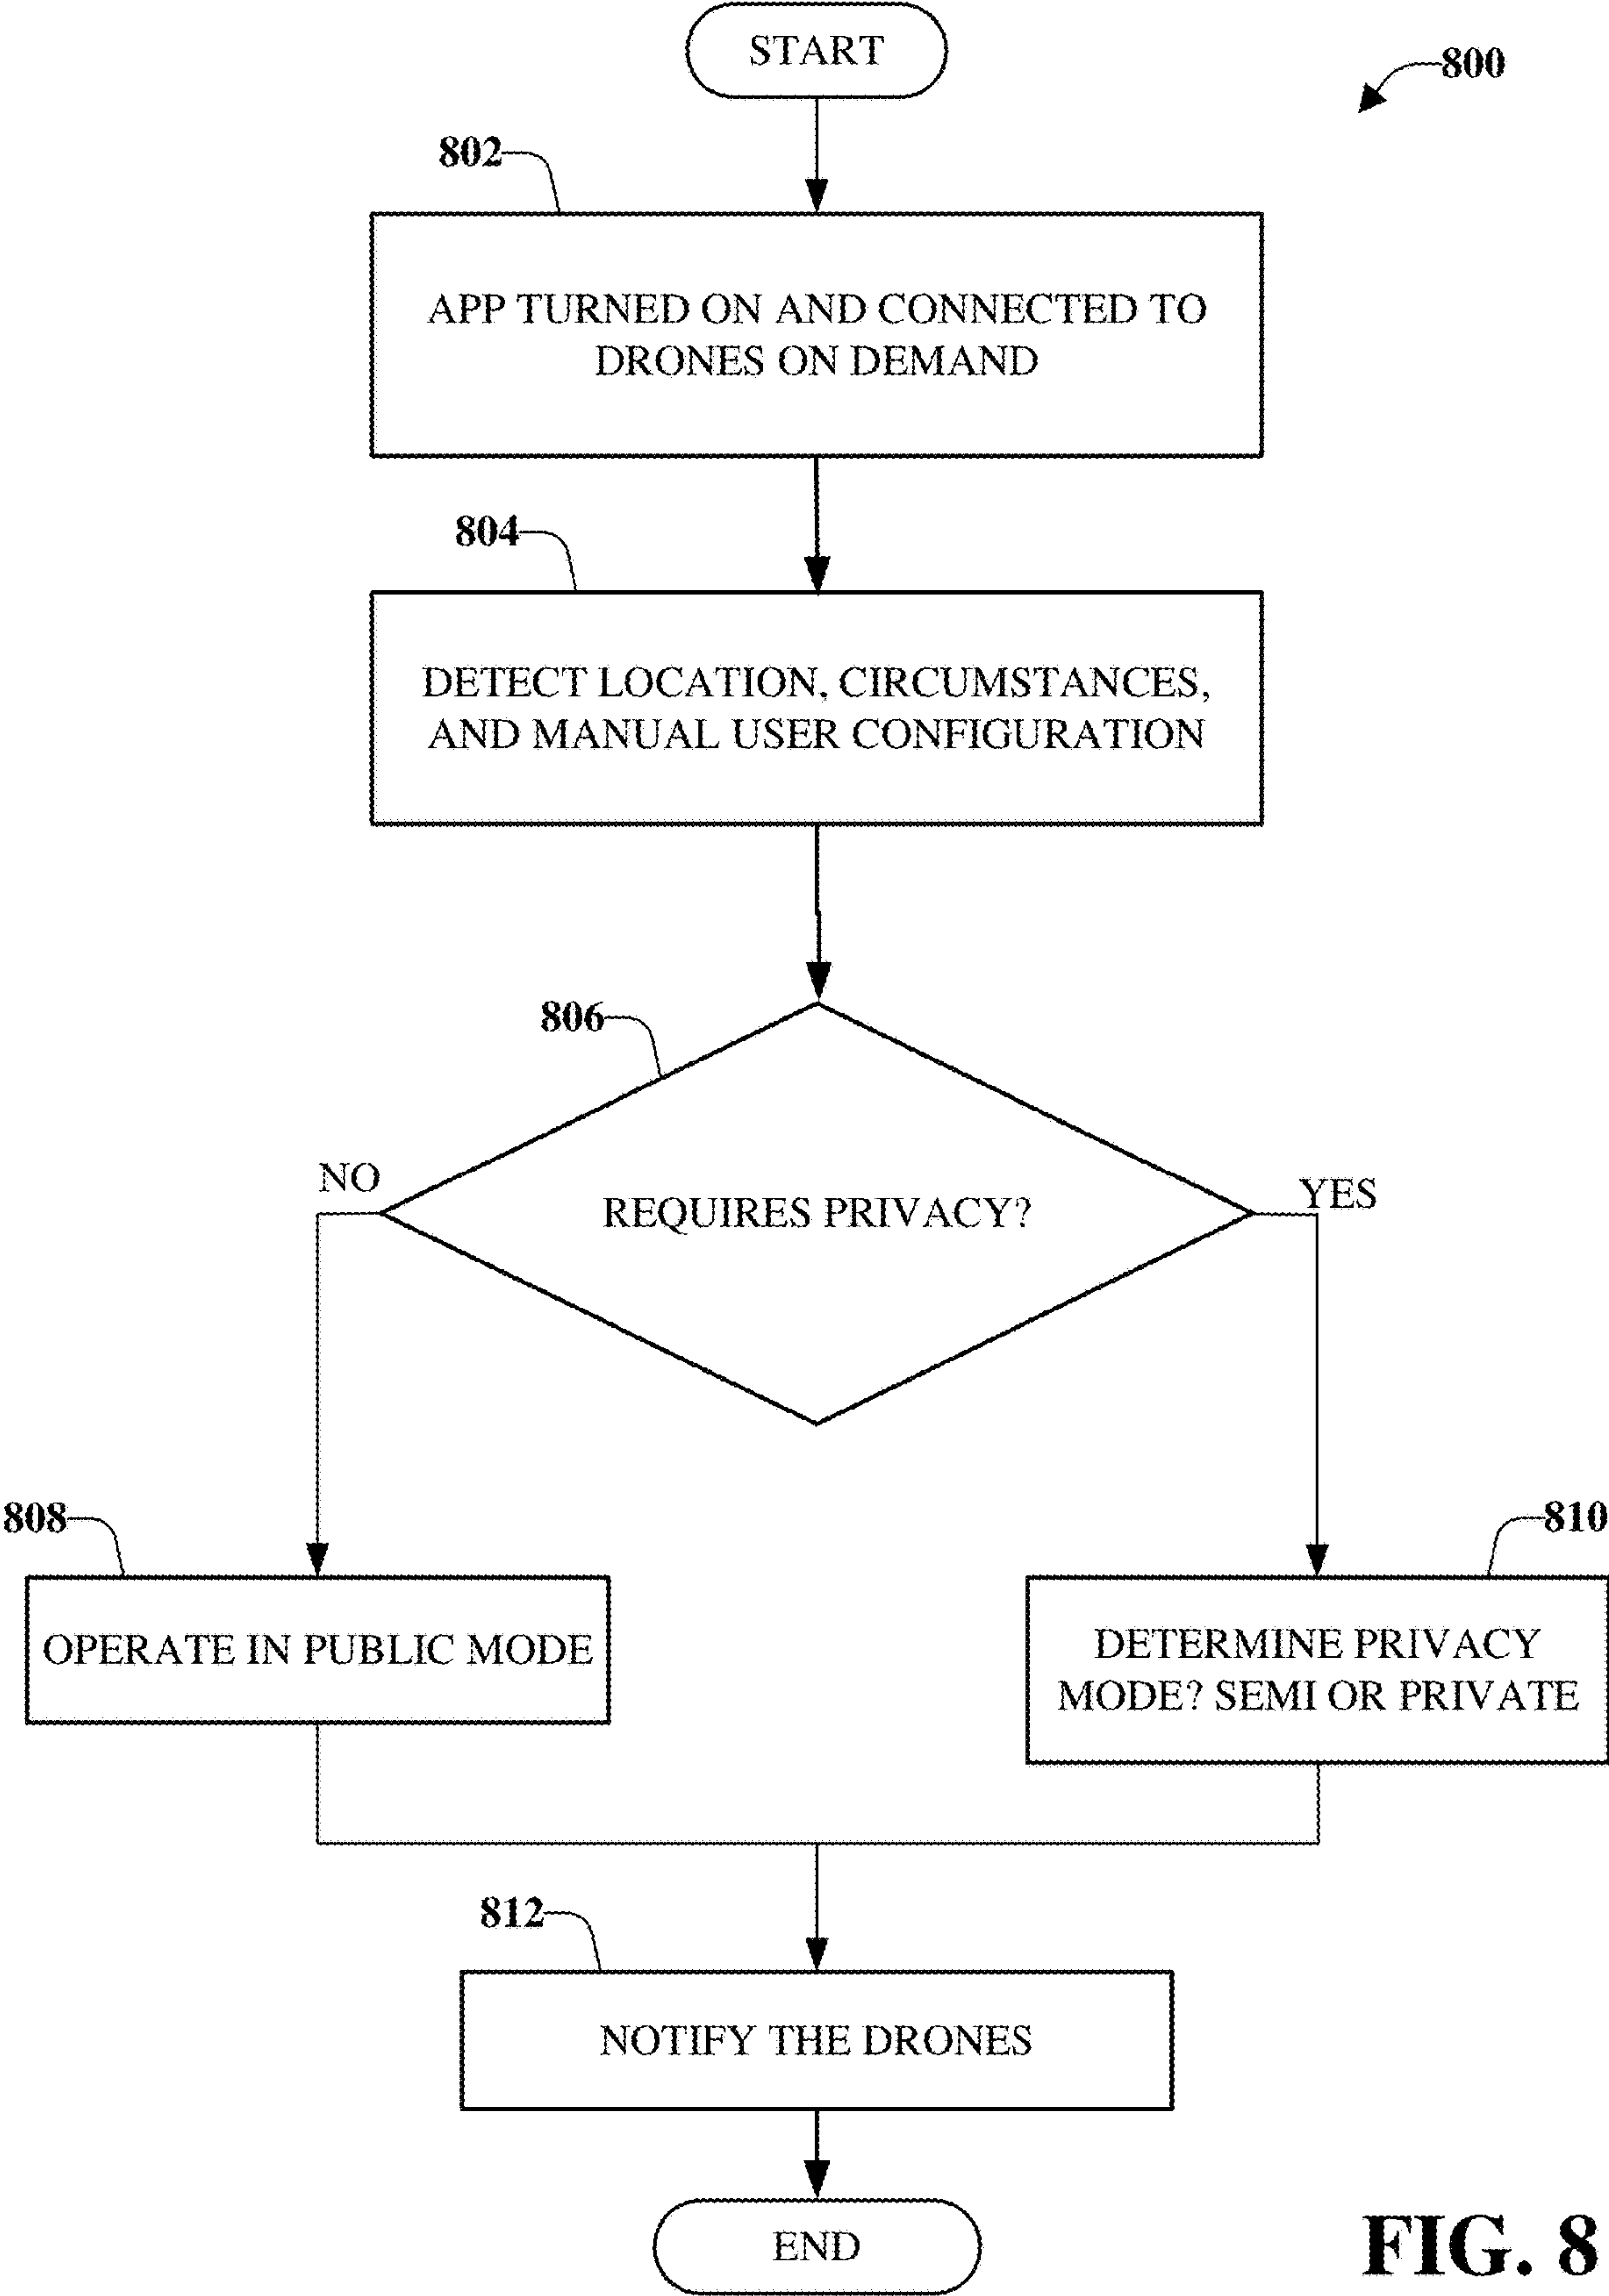 START
800
802
APP TURNED ON AND CONNECTED TO
DRONES ON DEMAND
804
DETECT LOCATION, CIRCUMSTANCES,
AND MANUAL USER CONFIGURATION
806
NO
REQUIRES PRIVACY?
YES
808
OPERATE IN PUBLIC MODE
810
DETERMINE PRIVACY
MODE? SEMI OR PRIVATE
812
NOTIFY THE DRONES
END
FIG. 8